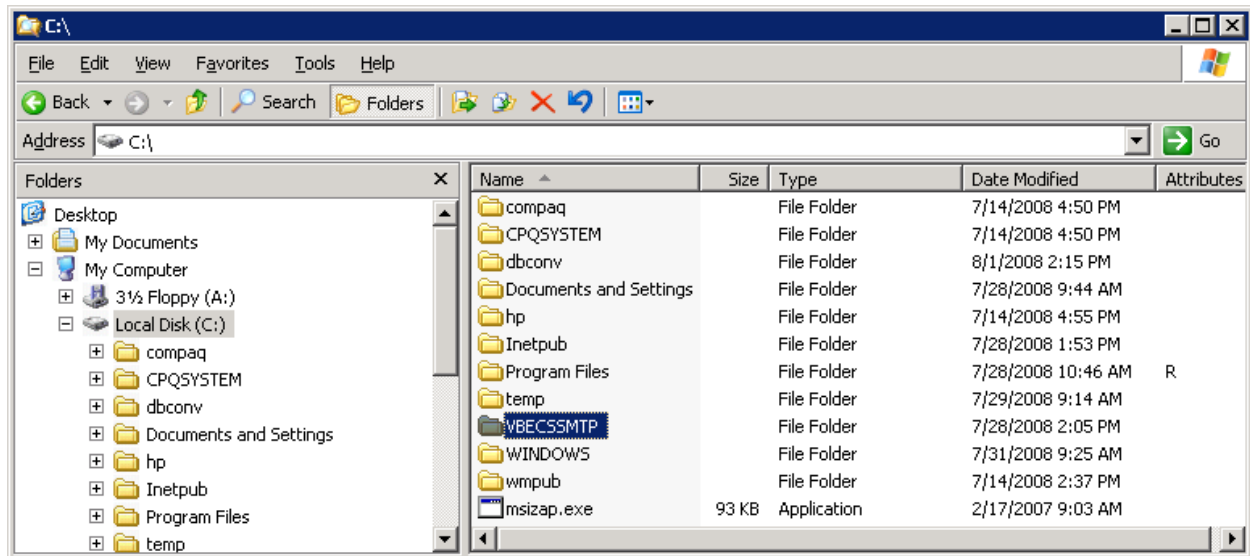 C:\
File Edit View Favorites Tools Help
Back Search Folders
Address C:\ Go
Folders
Desktop
My Documents
My Computer
3½ Floppy (A:)
Local Disk (C:)
compaq
CPQSYSTEM
dbconv
Documents and Settings
hp
Inetpub
Program Files
temp
Name Size Type Date Modified Attributes
compaq File Folder 7/14/2008 4:50 PM
CPQSYSTEM File Folder 7/14/2008 4:50 PM
dbconv File Folder 8/1/2008 2:15 PM
Documents and Settings File Folder 7/28/2008 9:44 AM
hp File Folder 7/14/2008 4:55 PM
Inetpub File Folder 7/28/2008 1:53 PM
Program Files File Folder 7/28/2008 10:46 AM R
temp File Folder 7/29/2008 9:14 AM
VBECSSMTP File Folder 7/28/2008 2:05 PM
WINDOWS File Folder 7/31/2008 9:25 AM
wmpub File Folder 7/14/2008 2:37 PM
msizap.exe 93 KB Application 2/17/2007 9:03 AM